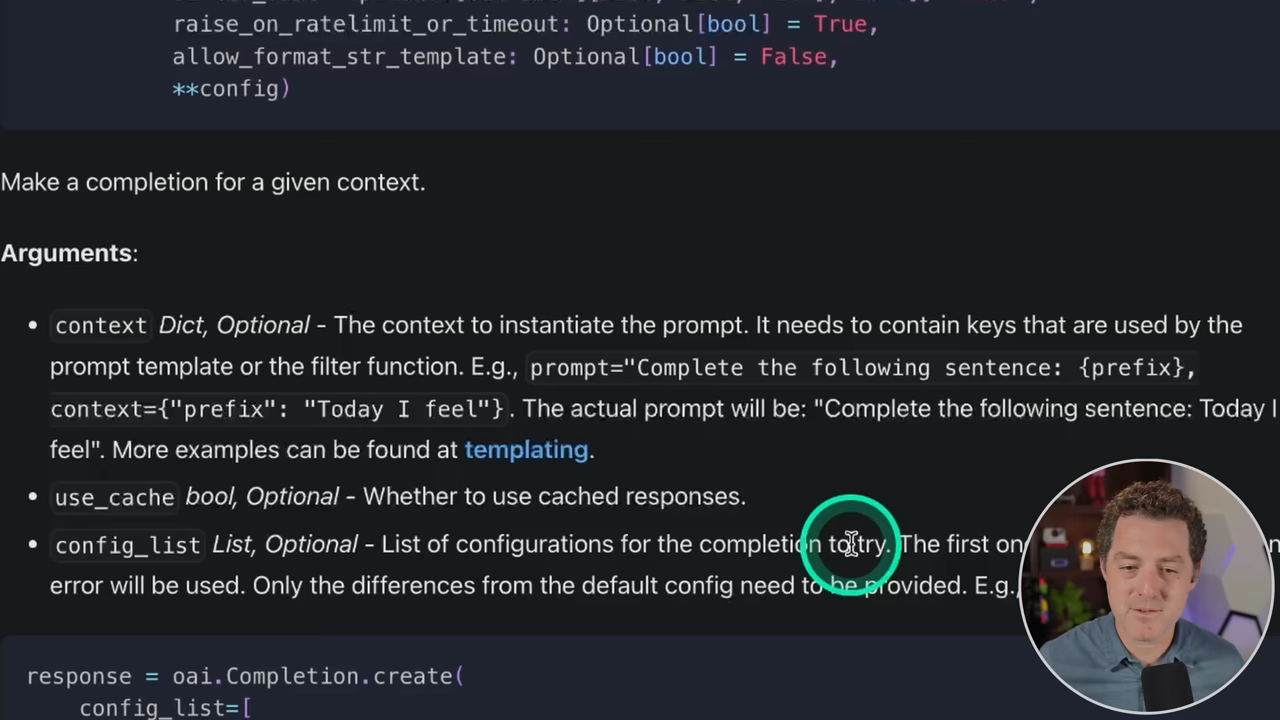 raise_on_ratelimit_or_timeout: Optional[bool] = True,
allow_format_str_template: Optional[bool] = False,
**config)
Make a completion for a given context.
Arguments:
• context Dict, Optional - The context to instantiate the prompt. It needs to contain keys that are used by the
prompt template or the filter function. E.g., prompt="Complete the following sentence: {prefix},
context={"prefix": "Today I feel"}. The actual prompt will be: "Complete the following sentence: Today I
feel". More examples can be found at templating.
• use_cache bool, Optional - Whether to use cached responses.
• config_list List, Optional - List of configurations for the completion to try. The first one
error will be used. Only the differences from the default config need to be provided. E.g.,
response = oai.Completion.create(
config_list=[